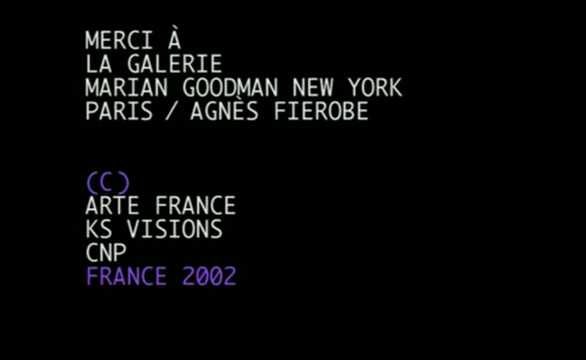 MERCI À
LA GALERIE
MARIAN GOODMAN NEW YORK
PARIS / AGNÈS FIEROBE
(C)
ARTE FRANCE
KS VISIONS
CNP
FRANCE 2002